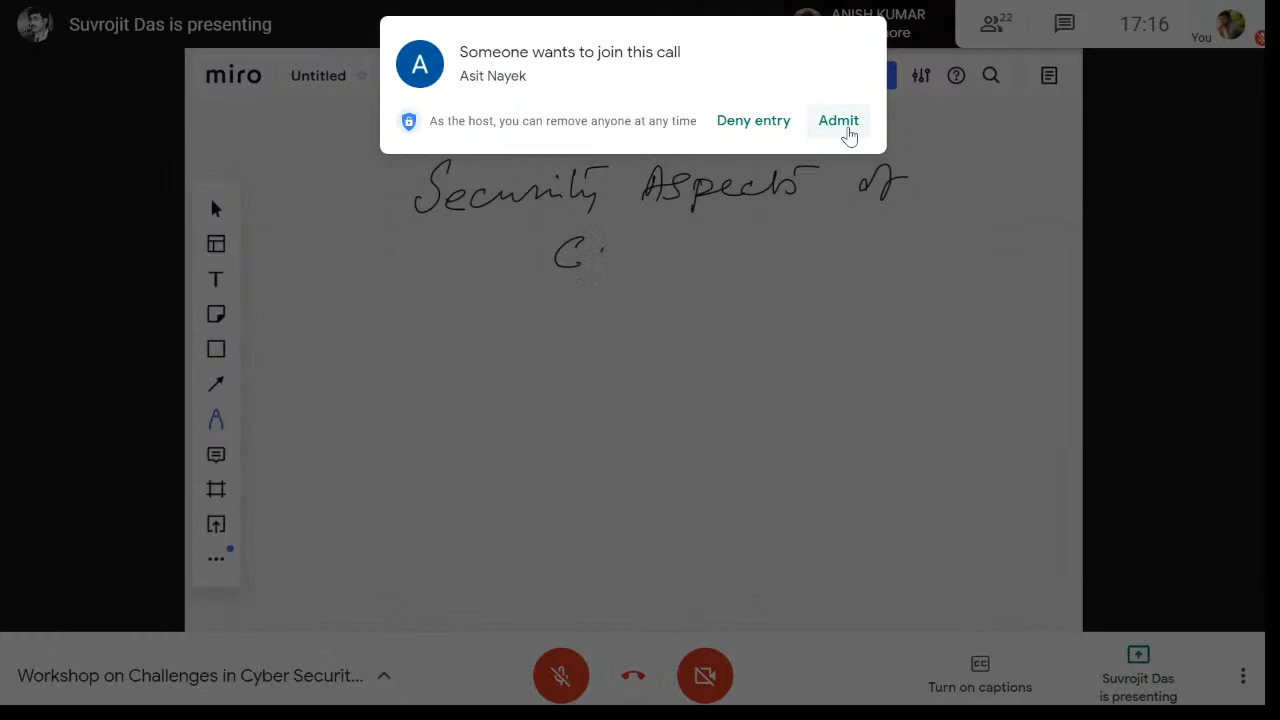 Suvrojit Das is presenting
ANISH KUMAR
ore
22
17:16
You
Someone wants to join this call
A
Asit Nayek
As the host, you can remove anyone at any time
Deny entry
Admit
miro
Untitled
Security Aspects of
C
T
Workshop on Challenges in Cyber Securit...
CC
Turn on captions
Suvrojit Das
is presenting